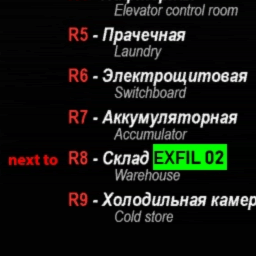 Elevator control room
R5 - Прачечная
Laundry
R6 - Электрощитовая
Switchboard
R7 - Аккумуляторная
Accumulator
next to R8 - Склад EXFIL 02
Warehouse
R9 - Холодильная камер
Cold store